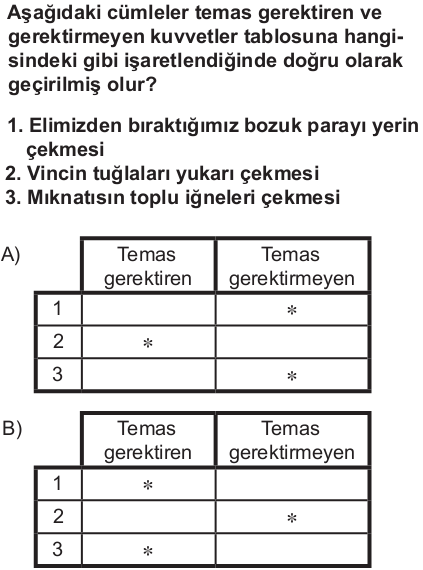 Aşağıdaki cümleler temas gerektiren ve
gerektirmeyen kuvvetler tablosuna hangi-
sindeki gibi işaretlendiğinde doğru olarak
geçirilmiş olur?
1. Elimizden bıraktığımız bozuk parayı yerin
çekmesi
2. Vincin tuğlaları yukarı çekmesi
3. Mıknatısın toplu iğneleri çekmesi
A)
Temas gerektiren Temas gerektirmeyen
1 *
2 *
3 *
B)
Temas gerektiren Temas gerektirmeyen
1 *
2 *
3 *